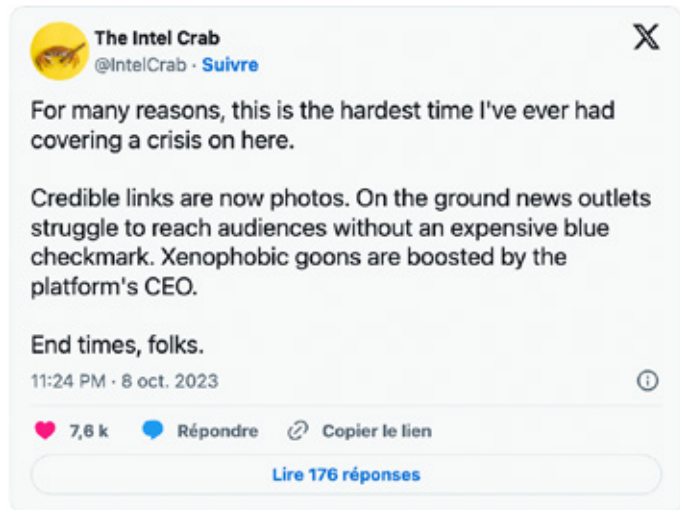 The Intel Crab
@IntelCrab · Suivre
For many reasons, this is the hardest time I've ever had
covering a crisis on here.
Credible links are now photos. On the ground news outlets
struggle to reach audiences without an expensive blue
checkmark. Xenophobic goons are boosted by the
platform's CEO.
End times, folks.
11:24 PM · 8 oct. 2023
7,6 k Répondre Copier le lien
Lire 176 réponses